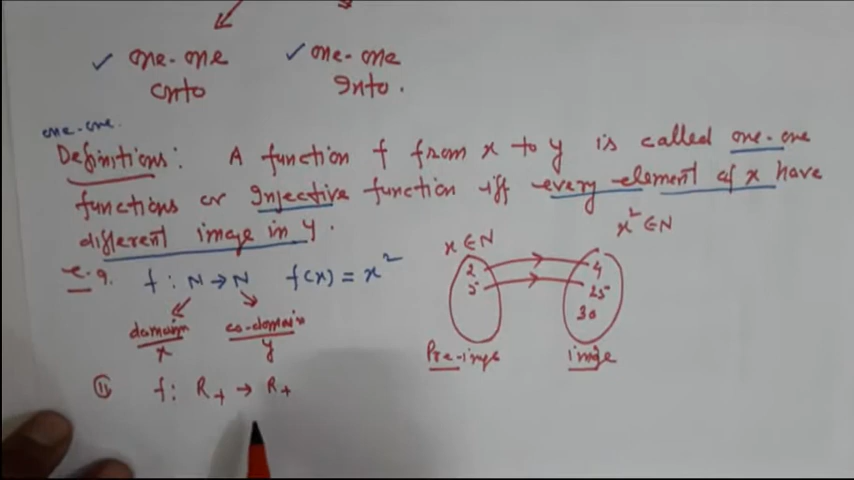 ✓ one-one ✓ one-one
onto Into.
one-one.
Definitions: A function f from x to y is called one-one
functions or Injective function iff every element of x have
different image in y.
e.g. f: N → N f(x) = x²
x ∈ N x² ∈ N
2 4
5 25
30
domain co-domain
x y
Pre-imge image
(ii) f: R₊ → R₊